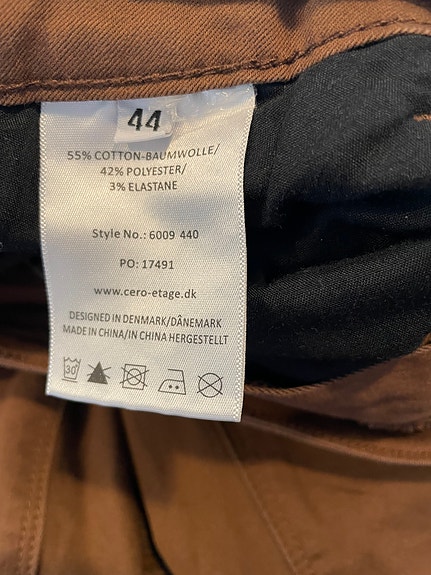 44
55% COTTON-BAUMWOLLE/
42% POLYESTER/
3% ELASTANE
Style No.: 6009 440
PO: 17491
www.cero-etage.dk
DESIGNED IN DENMARK/DÂNEMARK
MADE IN CHINA/IN CHINA HERGESTELLT
30